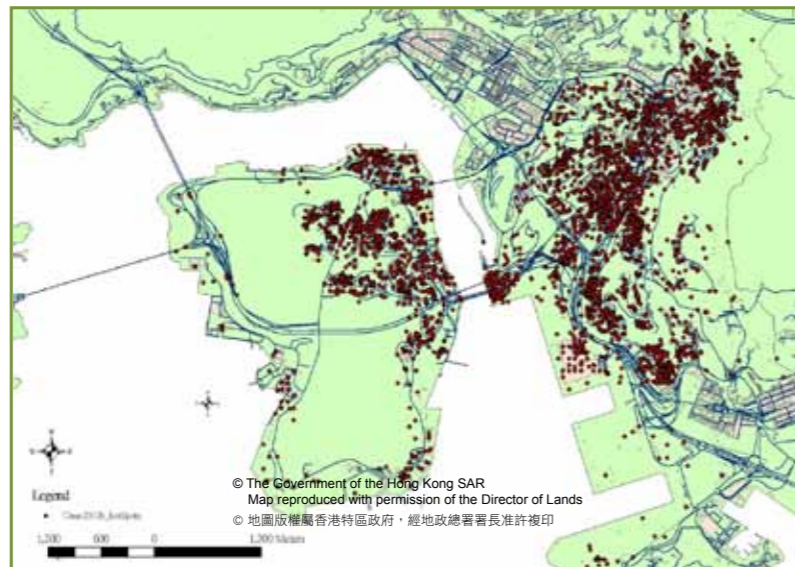 © The Government of the Hong Kong SAR
Map reproduced with permission of the Director of Lands
© 地圖版權屬香港特區政府，經地政總署署長准許複印
Legend
1,200 600 0 1,200 Meters